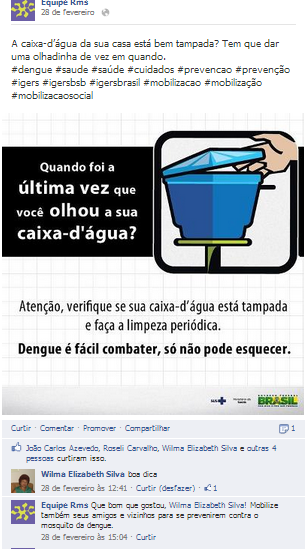 Equipe Rms
28 de fevereiro
A caixa-d'água da sua casa está bem tampada? Tem que dar
uma olhadinha de vez em quando.
#dengue #saude #saúde #cuidados #prevencao #prevenção
#igers #igersbsb #igersbrasil #mobilizacao #mobilização
#mobilizacaosocial
Quando foi a
última vez que
você olhou a sua
caixa-d'água?
Atenção, verifique se sua caixa-d'água está tampada
e faça a limpeza periódica.
Dengue é fácil combater, só não pode esquecer.
SUS
BRASIL
Curtir · Comentar · Promover · Compartilhar
1
João Carlos Azevedo, Roseli Carvalho, Wilma Elizabeth Silva e outras 4
pessoas curtiram isso.
Wilma Elizabeth Silva boa dica
28 de fevereiro às 12:41 · Curtir (desfazer) · 1
Equipe Rms Que bom que gostou, Wilma Elizabeth Silva! Mobilize
também seus amigos e vizinhos para se prevenirem contra o
mosquito da dengue.
28 de fevereiro às 15:04 · Curtir